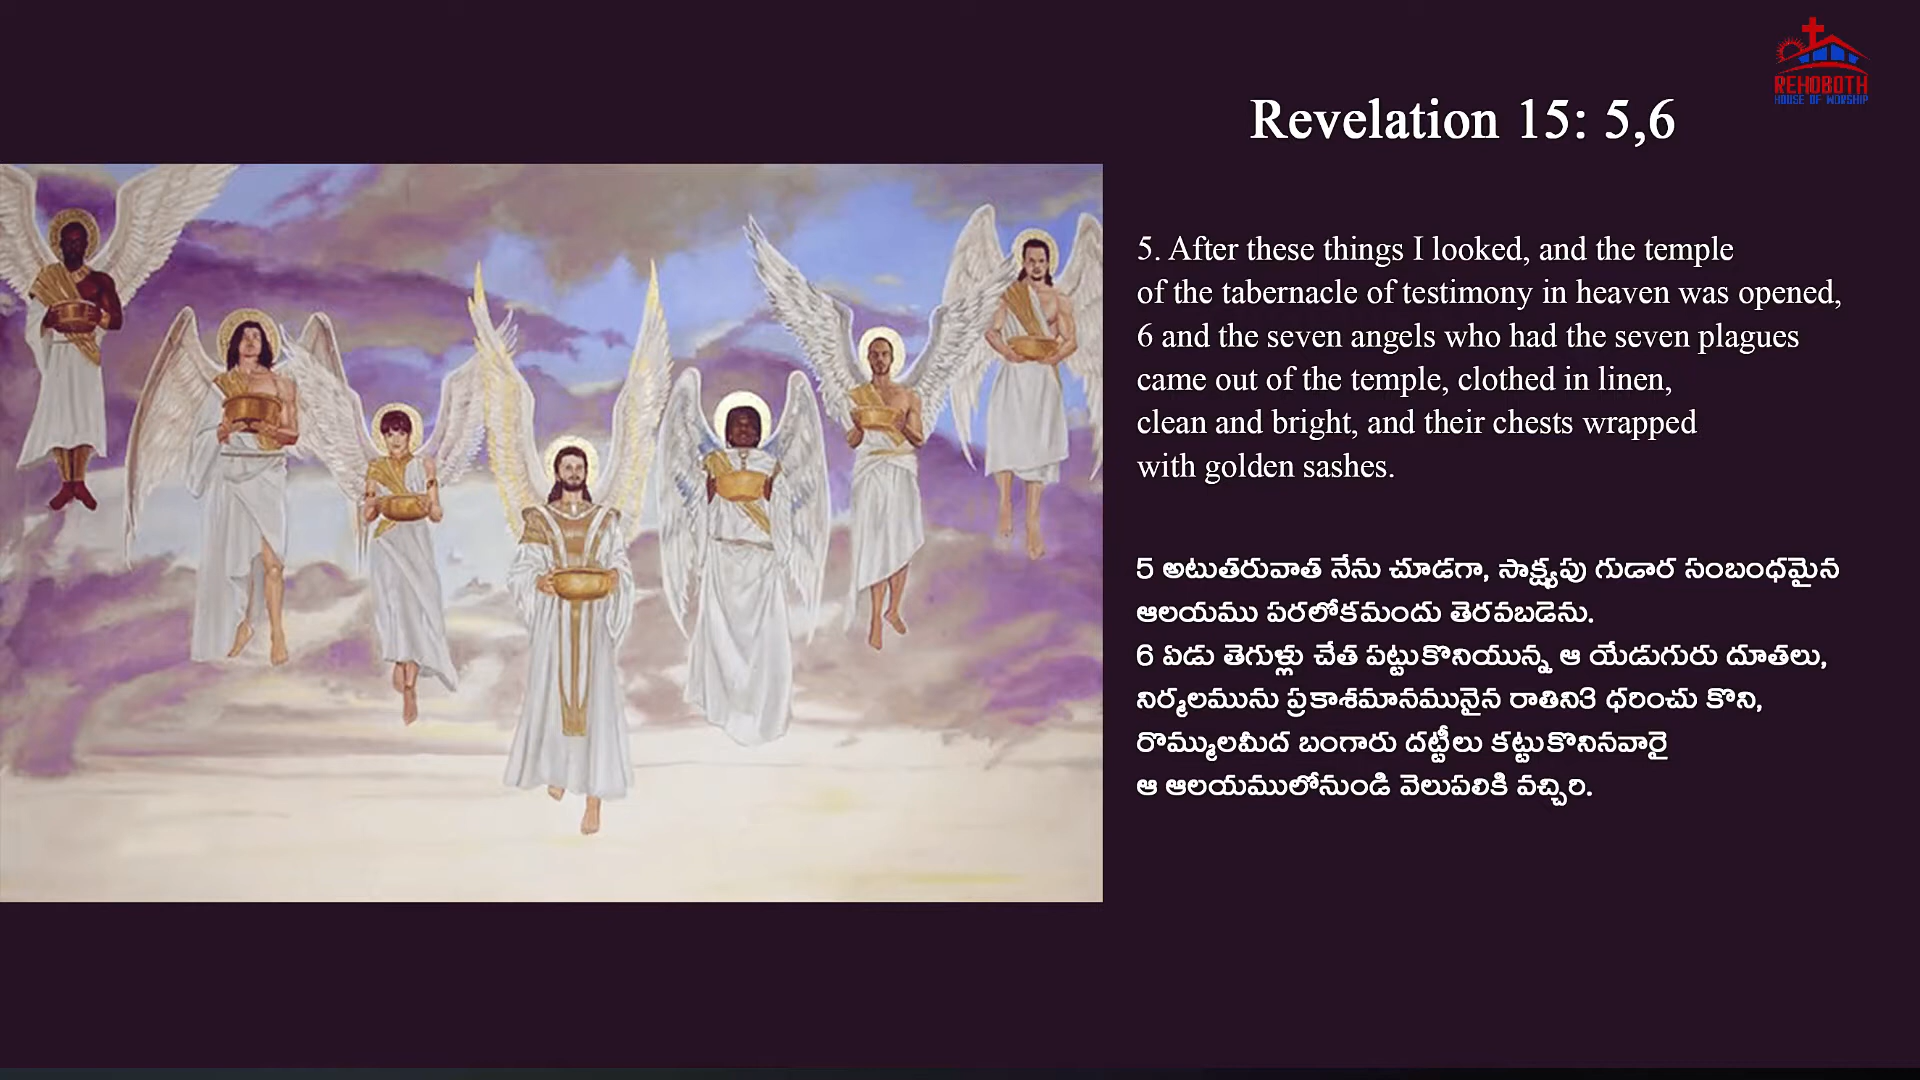 REHOBOTH
HOUSE OF WORSHIP
Revelation 15: 5,6
5. After these things I looked, and the temple
of the tabernacle of testimony in heaven was opened,
6 and the seven angels who had the seven plagues
came out of the temple, clothed in linen,
clean and bright, and their chests wrapped
with golden sashes.
5 అటుతరువాత నేను చూడగా, సాక్ష్యపు గుడార సంబంధమైన
ఆలయము పరలోకమందు తెరవబడెను.
6 ఏడు తెగుళ్లు చేత పట్టుకొనియున్న ఆ యేడుగురు దూతలు,
నిర్మలమును ప్రకాశమానమునైన రాతిని3 ధరించు కొని,
రొమ్ములమీద బంగారు దట్టీలు కట్టుకొనినవారై
ఆ ఆలయములోనుండి వెలుపలికి వచ్చిరి.